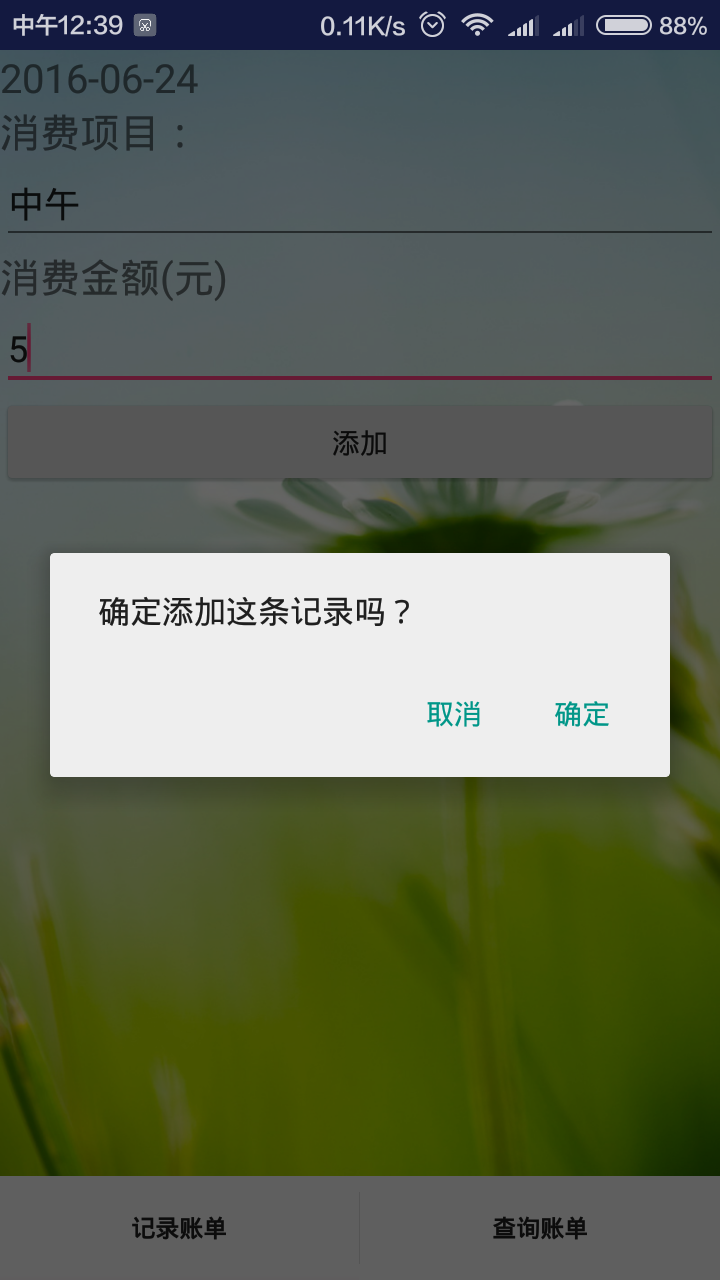 中午12:39 0.11K/s 88%
2016-06-24
消费项目：
中午
消费金额(元)
5
添加
确定添加这条记录吗？
取消 确定
记录账单 查询账单